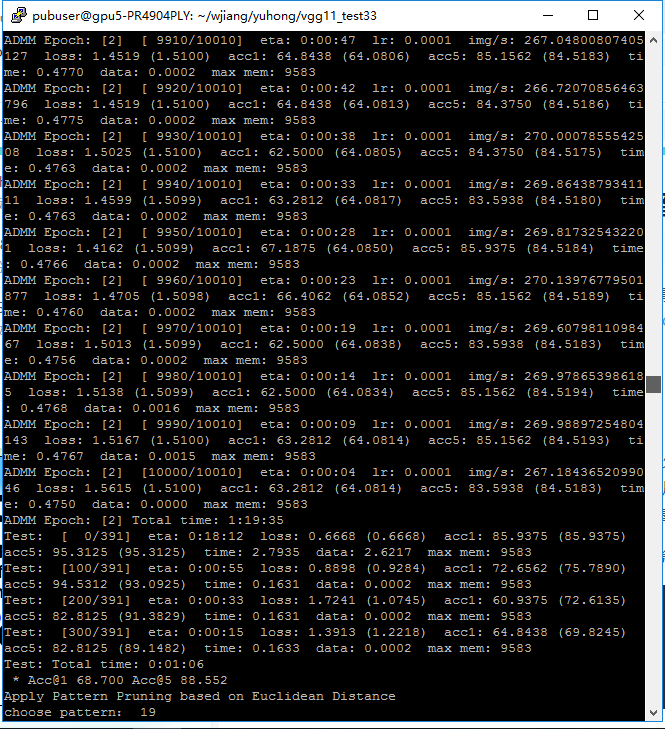 pubuser@gpu5-PR4904PLY: ~/wjiang/yuhong/vgg11_test33
ADMM Epoch: [2]  [ 9910/10010]  eta: 0:00:47  lr: 0.0001  img/s: 267.04800807405
127  loss: 1.4519 (1.5100)  acc1: 64.8438 (64.0806)  acc5: 85.1562 (84.5183)  ti
me: 0.4770  data: 0.0002  max mem: 9583
ADMM Epoch: [2]  [ 9920/10010]  eta: 0:00:42  lr: 0.0001  img/s: 266.72070856463
796  loss: 1.4519 (1.5100)  acc1: 64.8438 (64.0813)  acc5: 84.3750 (84.5186)  ti
me: 0.4775  data: 0.0002  max mem: 9583
ADMM Epoch: [2]  [ 9930/10010]  eta: 0:00:38  lr: 0.0001  img/s: 270.00078555425
08  loss: 1.5025 (1.5100)  acc1: 62.5000 (64.0805)  acc5: 84.3750 (84.5175)  tim
e: 0.4763  data: 0.0002  max mem: 9583
ADMM Epoch: [2]  [ 9940/10010]  eta: 0:00:33  lr: 0.0001  img/s: 269.86438793411
11  loss: 1.4599 (1.5099)  acc1: 63.2812 (64.0817)  acc5: 83.5938 (84.5180)  tim
e: 0.4763  data: 0.0002  max mem: 9583
ADMM Epoch: [2]  [ 9950/10010]  eta: 0:00:28  lr: 0.0001  img/s: 269.81732543220
1  loss: 1.4162 (1.5099)  acc1: 67.1875 (64.0850)  acc5: 85.9375 (84.5184)  time
: 0.4766  data: 0.0002  max mem: 9583
ADMM Epoch: [2]  [ 9960/10010]  eta: 0:00:23  lr: 0.0001  img/s: 270.13976779501
877  loss: 1.4705 (1.5098)  acc1: 66.4062 (64.0852)  acc5: 85.1562 (84.5189)  ti
me: 0.4760  data: 0.0002  max mem: 9583
ADMM Epoch: [2]  [ 9970/10010]  eta: 0:00:19  lr: 0.0001  img/s: 269.60798110984
67  loss: 1.5013 (1.5099)  acc1: 62.5000 (64.0838)  acc5: 83.5938 (84.5183)  tim
e: 0.4756  data: 0.0002  max mem: 9583
ADMM Epoch: [2]  [ 9980/10010]  eta: 0:00:14  lr: 0.0001  img/s: 269.97865398618
5  loss: 1.5138 (1.5099)  acc1: 62.5000 (64.0834)  acc5: 85.1562 (84.5194)  time
: 0.4768  data: 0.0016  max mem: 9583
ADMM Epoch: [2]  [ 9990/10010]  eta: 0:00:09  lr: 0.0001  img/s: 269.98897254804
143  loss: 1.5167 (1.5100)  acc1: 63.2812 (64.0814)  acc5: 85.1562 (84.5193)  ti
me: 0.4767  data: 0.0015  max mem: 9583
ADMM Epoch: [2]  [10000/10010]  eta: 0:00:04  lr: 0.0001  img/s: 267.18436520990
46  loss: 1.5615 (1.5100)  acc1: 63.2812 (64.0814)  acc5: 83.5938 (84.5183)  tim
e: 0.4750  data: 0.0000  max mem: 9583
ADMM Epoch: [2] Total time: 1:19:35
Test:  [  0/391]  eta: 0:18:12  loss: 0.6668 (0.6668)  acc1: 85.9375 (85.9375)
acc5: 95.3125 (95.3125)  time: 2.7935  data: 2.6217  max mem: 9583
Test:  [100/391]  eta: 0:00:55  loss: 0.8898 (0.9284)  acc1: 72.6562 (75.7890)
acc5: 94.5312 (93.0925)  time: 0.1631  data: 0.0002  max mem: 9583
Test:  [200/391]  eta: 0:00:33  loss: 1.7241 (1.0745)  acc1: 60.9375 (72.6135)
acc5: 82.8125 (91.3829)  time: 0.1631  data: 0.0002  max mem: 9583
Test:  [300/391]  eta: 0:00:15  loss: 1.3913 (1.2218)  acc1: 64.8438 (69.8245)
acc5: 82.8125 (89.1482)  time: 0.1633  data: 0.0002  max mem: 9583
Test: Total time: 0:01:06
 * Acc@1 68.700 Acc@5 88.552
Apply Pattern Pruning based on Euclidean Distance
choose pattern:  19